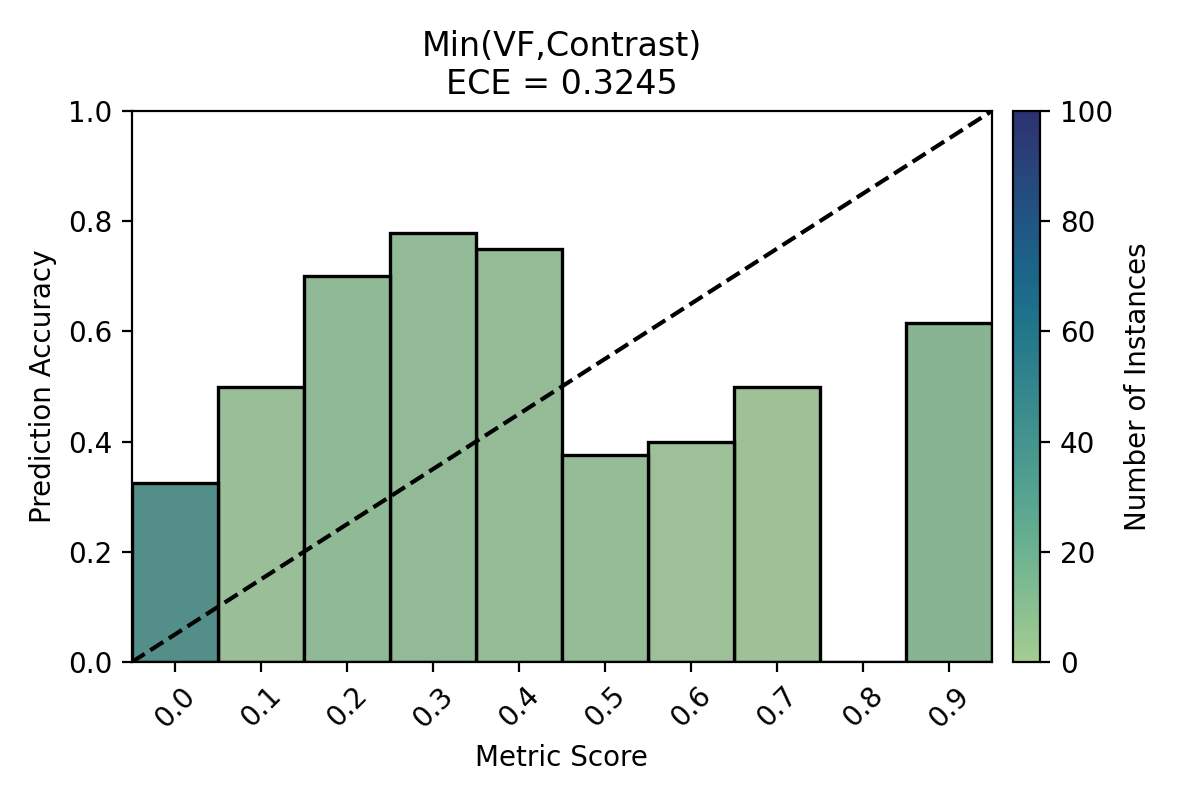 Min(VF,Contrast)
ECE = 0.3245
1.0
0.8
0.6
0.4
0.2
0.0
Prediction Accuracy
0.0 0.1 0.2 0.3 0.4 0.5 0.6 0.7 0.8 0.9
Metric Score
100
80
60
40
20
0
Number of Instances